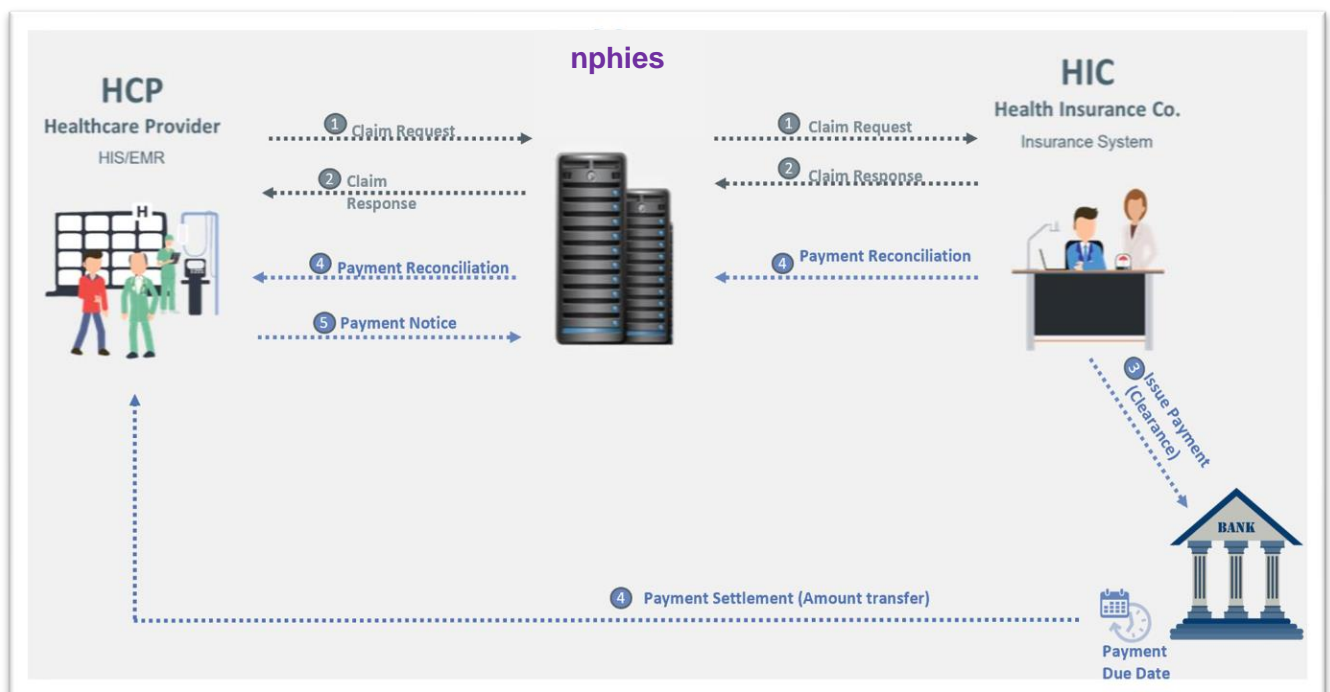 nphies
HCP
Healthcare Provider
HIS/EMR
HIC
Health Insurance Co.
Insurance System
1 Claim Request
1 Claim Request
2 Claim
Response
2 Claim Response
H
4 Payment Reconciliation
4 Payment Reconciliation
5 Payment Notice
3 Issue Payment
(Clearance)
BANK
4 Payment Settlement (Amount transfer)
Payment
Due Date